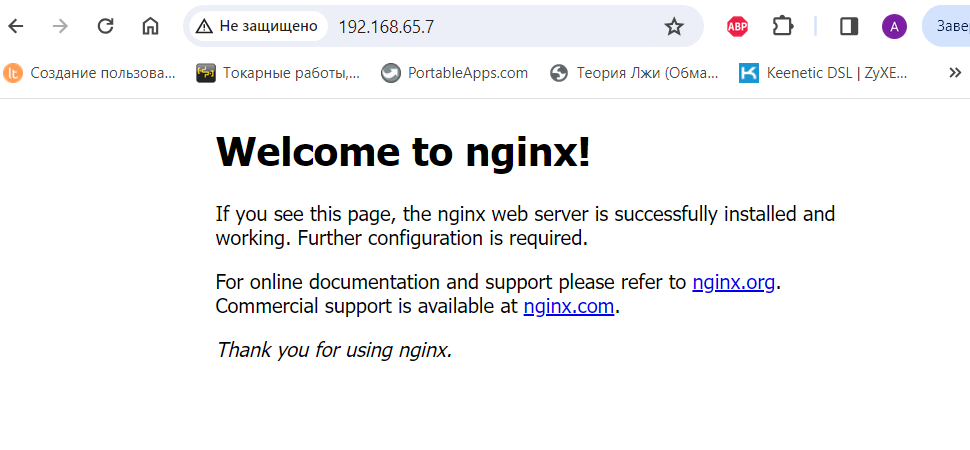 Не защищено 192.168.65.7 ABP A Завер
lt Создание пользова... Токарные работы,... PortableApps.com Теория Лжи (Обма... Keenetic DSL | ZyXE... »
Welcome to nginx!
If you see this page, the nginx web server is successfully installed and
working. Further configuration is required.
For online documentation and support please refer to nginx.org.
Commercial support is available at nginx.com.
Thank you for using nginx.